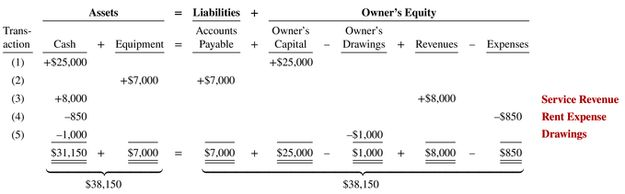 Assets = Liabilities + Owner's Equity
Trans- Accounts Owner's Owner's
action Cash + Equipment = Payable + Capital – Drawings + Revenues – Expenses
(1) +$25,000 +$25,000
(2) +$7,000 +$7,000
(3) +8,000 +$8,000 Service Revenue
(4) –850 –$850 Rent Expense
(5) –1,000 –$1,000 Drawings
$31,150 + $7,000 = $7,000 + $25,000 – $1,000 + $8,000 – $850
$38,150 $38,150